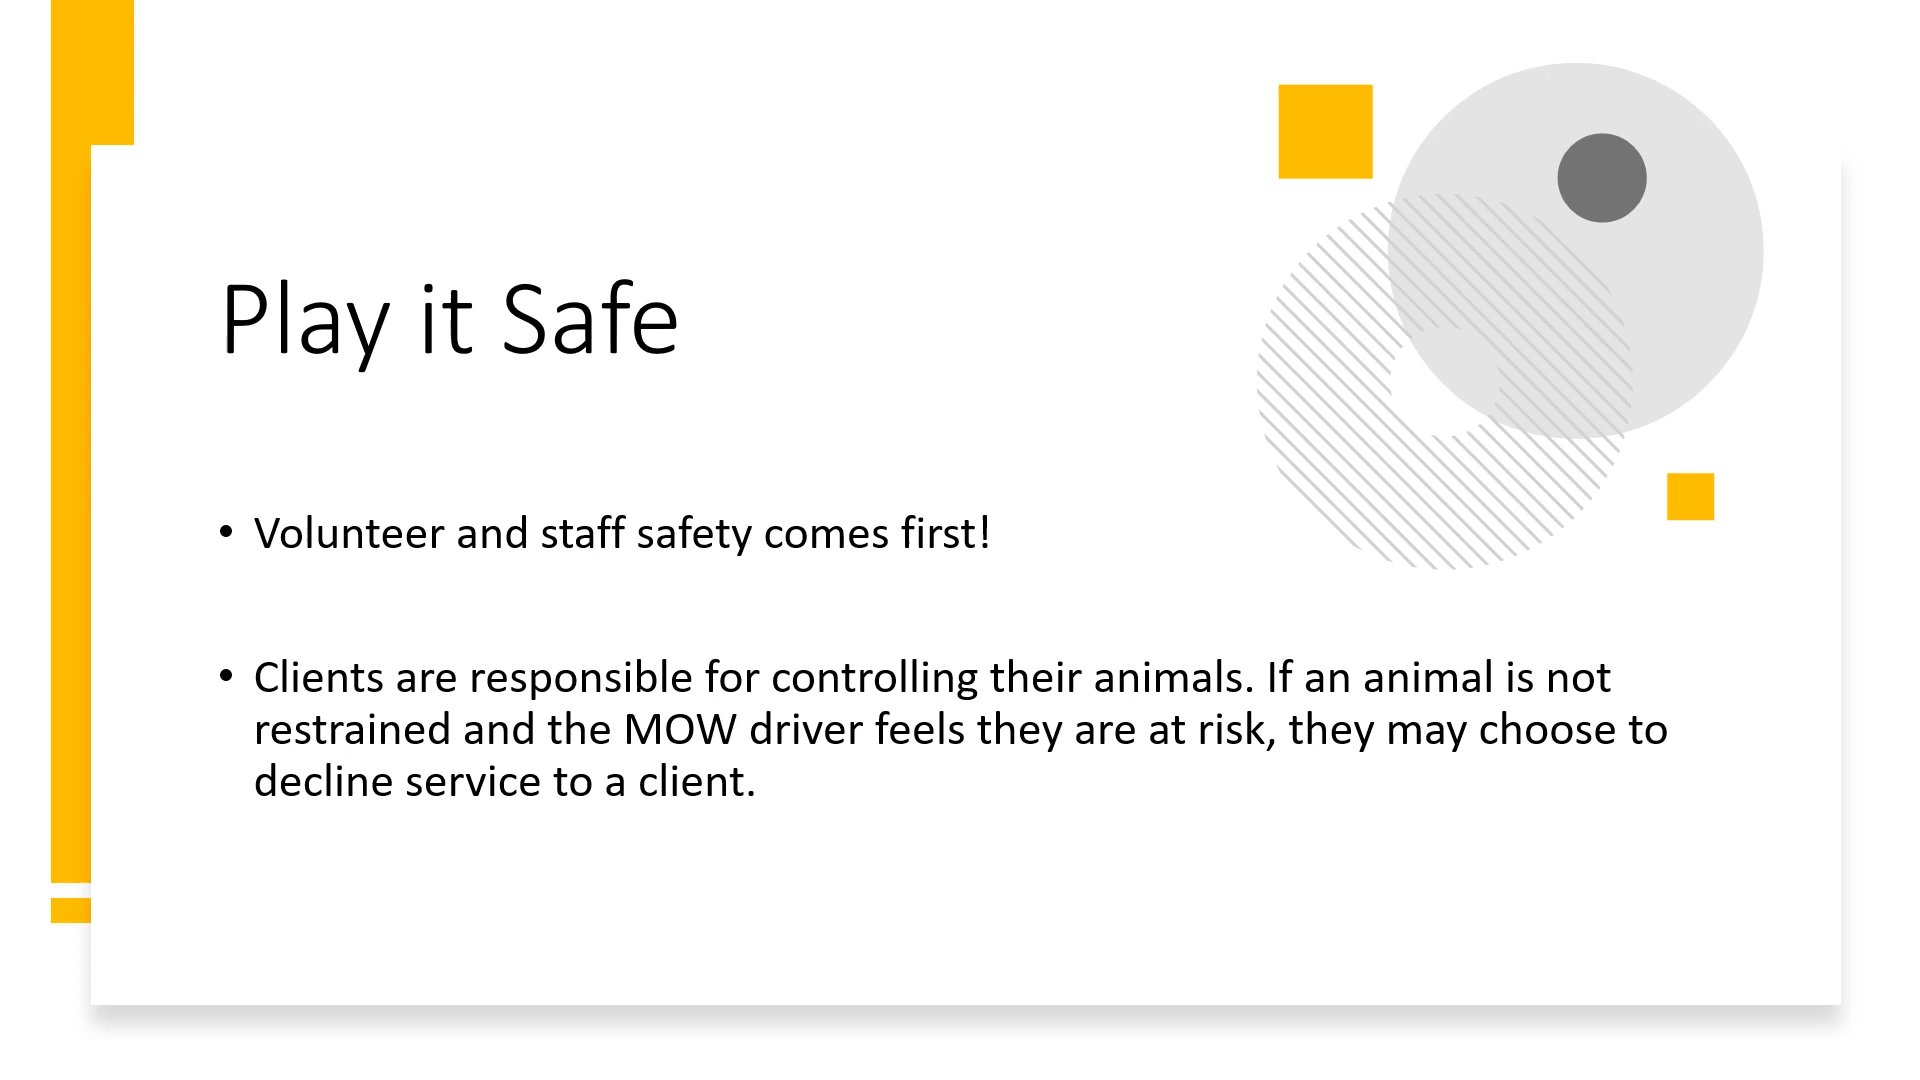 Play it Safe
• Volunteer and staff safety comes first!
• Clients are responsible for controlling their animals. If an animal is not
restrained and the MOW driver feels they are at risk, they may choose to
decline service to a client.